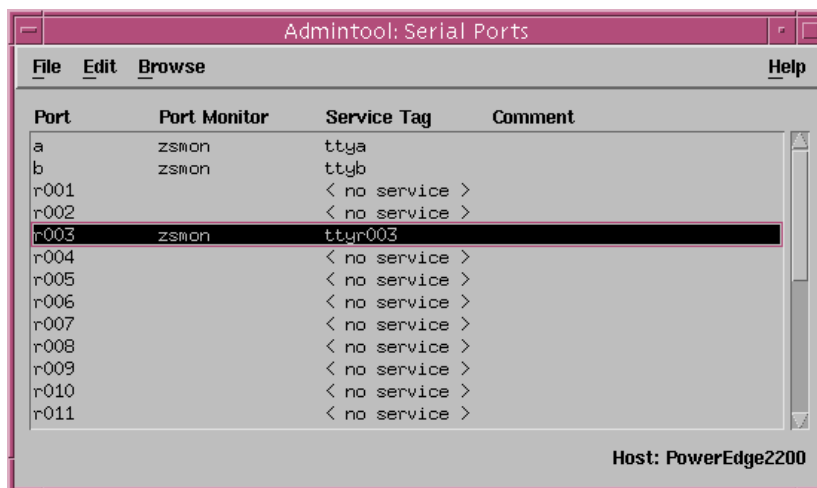 Admintool: Serial Ports
File Edit Browse Help
Port Port Monitor Service Tag Comment
a zsmon ttya
b zsmon ttyb
r001 < no service >
r002 < no service >
r003 zsmon ttyr003
r004 < no service >
r005 < no service >
r006 < no service >
r007 < no service >
r008 < no service >
r009 < no service >
r010 < no service >
r011 < no service >
Host: PowerEdge2200